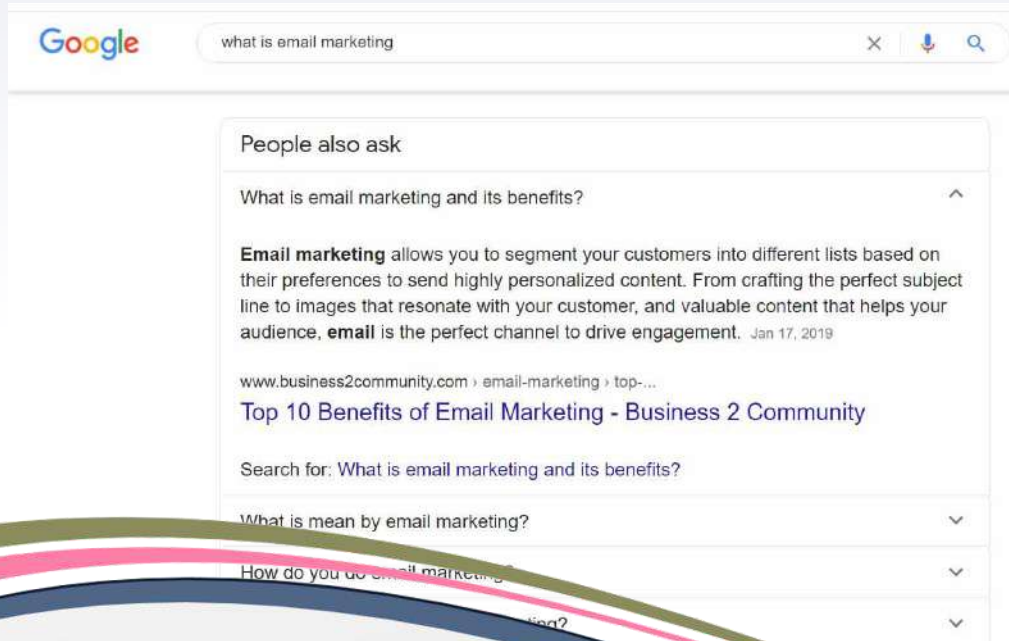 Google
what is email marketing
People also ask
What is email marketing and its benefits?
Email marketing allows you to segment your customers into different lists based on
their preferences to send highly personalized content. From crafting the perfect subject
line to images that resonate with your customer, and valuable content that helps your
audience, email is the perfect channel to drive engagement. Jan 17, 2019
www.business2community.com › email-marketing › top-...
Top 10 Benefits of Email Marketing - Business 2 Community
Search for: What is email marketing and its benefits?
What is mean by email marketing?
How do you do email marketing?